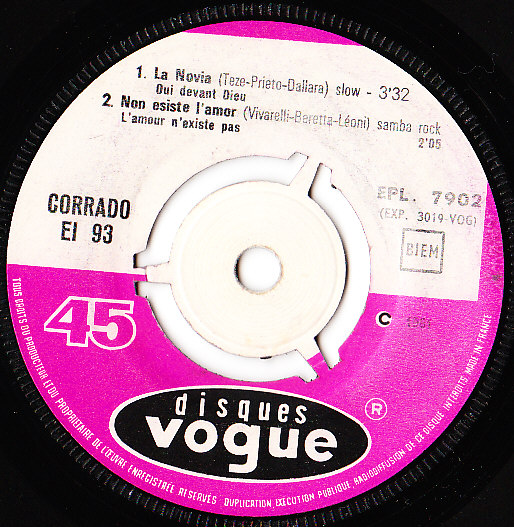 1. La Novia (Teze-Prieto-Dallara) slow - 3'32
Oui devant Dieu
2. Non esiste l'amor (Vivarelli-Beretta-Léoni) samba rock
L'amour n'existe pas 2'05
CORRADO
EI 93
EPL. 7902
(EXP. 3019-VOG)
BIEM
45
C
disques
vogue
R
TOUS DROITS DU PRODUCTEUR ET DU PROPRIETAIRE DE L'ŒUVRE ENREGISTREE RESERVES DUPLICATION EXECUTION PUBLIQUE RADIODIFFUSION DE CE DISQUE INTERDITS MADE IN FRANCE